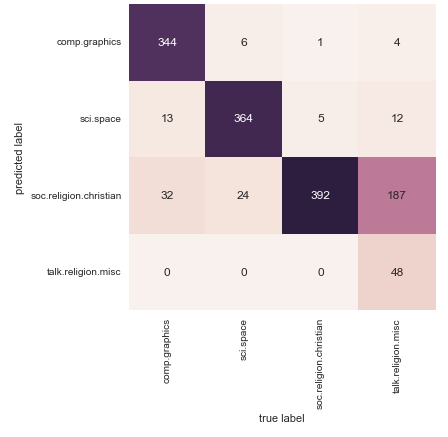 predicted label
comp.graphics 344 6 1 4
sci.space 13 364 5 12
soc.religion.christian 32 24 392 187
talk.religion.misc 0 0 0 48
comp.graphics
sci.space
soc.religion.christian
talk.religion.misc
true label